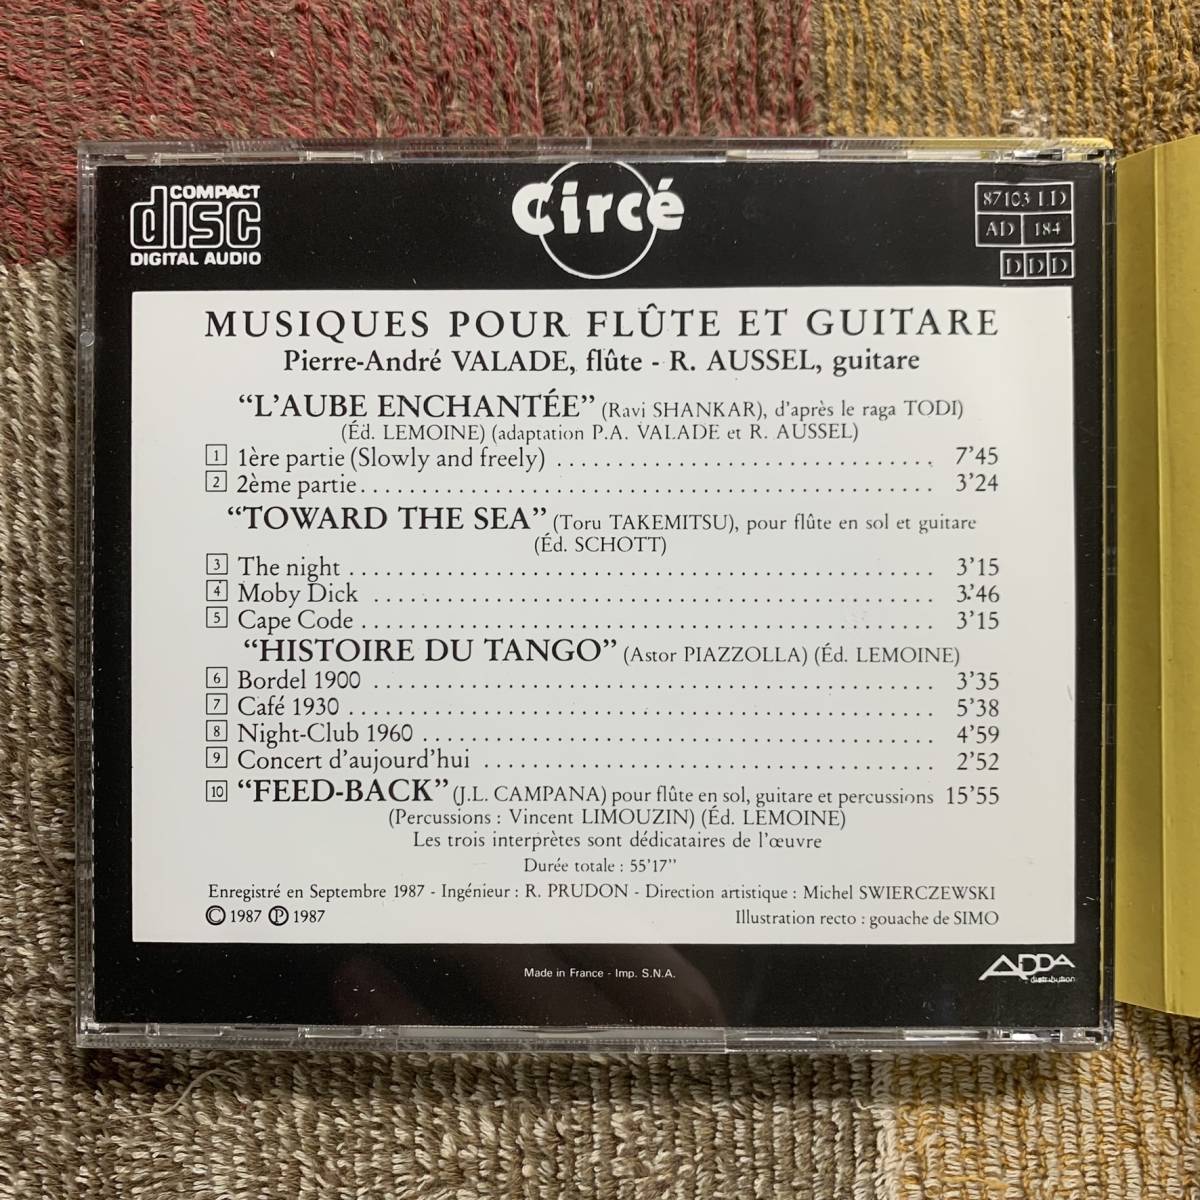 COMPACT
disc
DIGITAL AUDIO
Circé
87103 LD
AD 184
DDD
MUSIQUES POUR FLÛTE ET GUITARE
Pierre-André VALADE, flûte - R. AUSSEL, guitare
“L’AUBE ENCHANTÉE” (Ravi SHANKAR), d’après le raga TODI)
(Éd. LEMOINE) (adaptation P.A. VALADE et R. AUSSEL)
1 1ère partie (Slowly and freely) 7’45
2 2ème partie 3’24
“TOWARD THE SEA” (Toru TAKEMITSU), pour flûte en sol et guitare
(Éd. SCHOTT)
3 The night 3’15
4 Moby Dick 3’46
5 Cape Code 3’15
“HISTOIRE DU TANGO” (Astor PIAZZOLLA) (Éd. LEMOINE)
6 Bordel 1900 3’35
7 Café 1930 5’38
8 Night-Club 1960 4’59
9 Concert d’aujourd’hui 2’52
10 “FEED-BACK” (J.L. CAMPANA) pour flûte en sol, guitare et percussions 15’55
(Percussions : Vincent LIMOUZIN) (Éd. LEMOINE)
Les trois interprètes sont dédicataires de l’œuvre
Durée totale : 55’17”
Enregistré en Septembre 1987 - Ingénieur : R. PRUDON - Direction artistique : Michel SWIERCZEWSKI
© 1987 ℗ 1987 Illustration recto : gouache de SIMO
Made in France - Imp. S.N.A.
ADDA
distribution